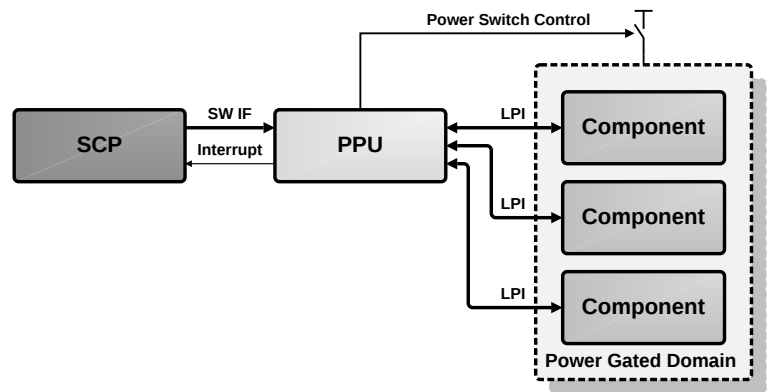 Power Switch Control
SCP
SW IF
Interrupt
PPU
LPI
Component
LPI
Component
LPI
Component
Power Gated Domain